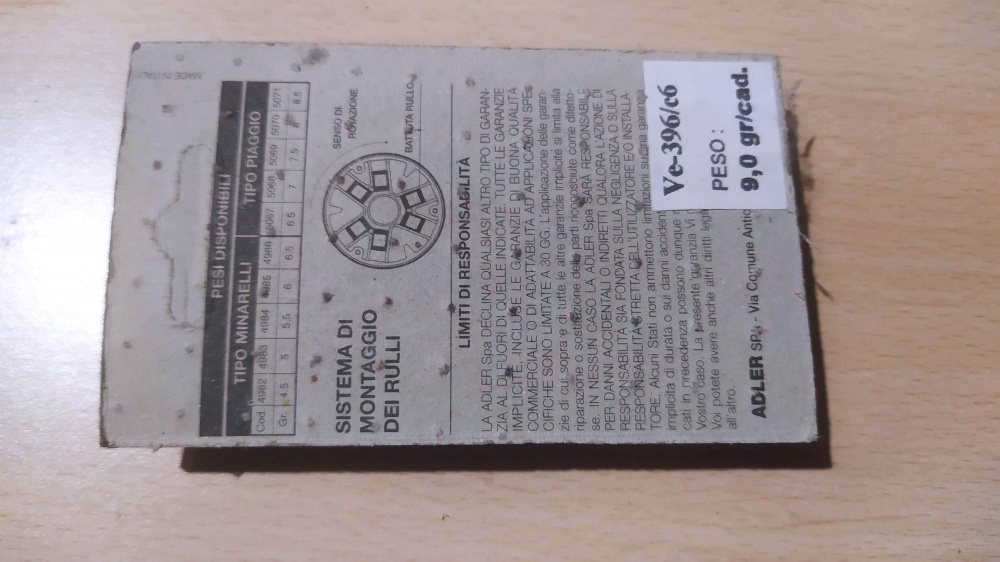 MADE IN ITALY
PESI DISPONIBILI
TIPO MINARELLI TIPO PIAGGIO
Cod. 4982 4983 4984 4985 4986 5067 5068 5069 5070 5071
Gr. 4.5 5 5.5 6 6.5 6.5 7 7.5 8 8.5
SISTEMA DI
MONTAGGIO
DEI RULLI
SENSO DI
ROTAZIONE
BATTUTA RULLO
LIMITI DI RESPONSABILITÀ
LA ADLER Spa DECLINA QUALSIASI ALTRO TIPO DI GARAN-
ZIA AL DI FUORI DI QUELLE INDICATE. TUTTE LE GARANZIE
IMPLICITE, INCLUSE LE GARANZIE DI BUONA QUALITÀ
COMMERCIALE O DI ADATTABILITÀ AD APPLICAZIONI SPE-
CIFICHE SONO LIMITATE A 30 GG. L'applicazione delle garan-
zie di cui sopra e di tutte le altre garanzie implicite si limita alla
riparazione o sostituzione delle parti riconosciute come difetto-
se. IN NESSUN CASO LA ADLER Spa SARÀ RESPONSABILE
PER DANNI ACCIDENTALI O INDIRETTI QUALORA L'AZIONE DI
RESPONSABILITÀ SIA FONDATA SULLA NEGLIGENZA O SULLA
RESPONSABILITÀ STRETTA DELL'UTILIZZATORE E/O INSTALLA-
TORE. Alcuni Stati non ammettono limitazioni sulla garanzia
implicita di durata o sui danni accident
cati in precedenza possono dunque
Vostro caso. La presente garanzia Vi
Voi potete avere anche altri diritti lega
all'altro.
ADLER SPA - Via Comune Antic
Ve-396/c6
PESO :
9,0 gr/cad.